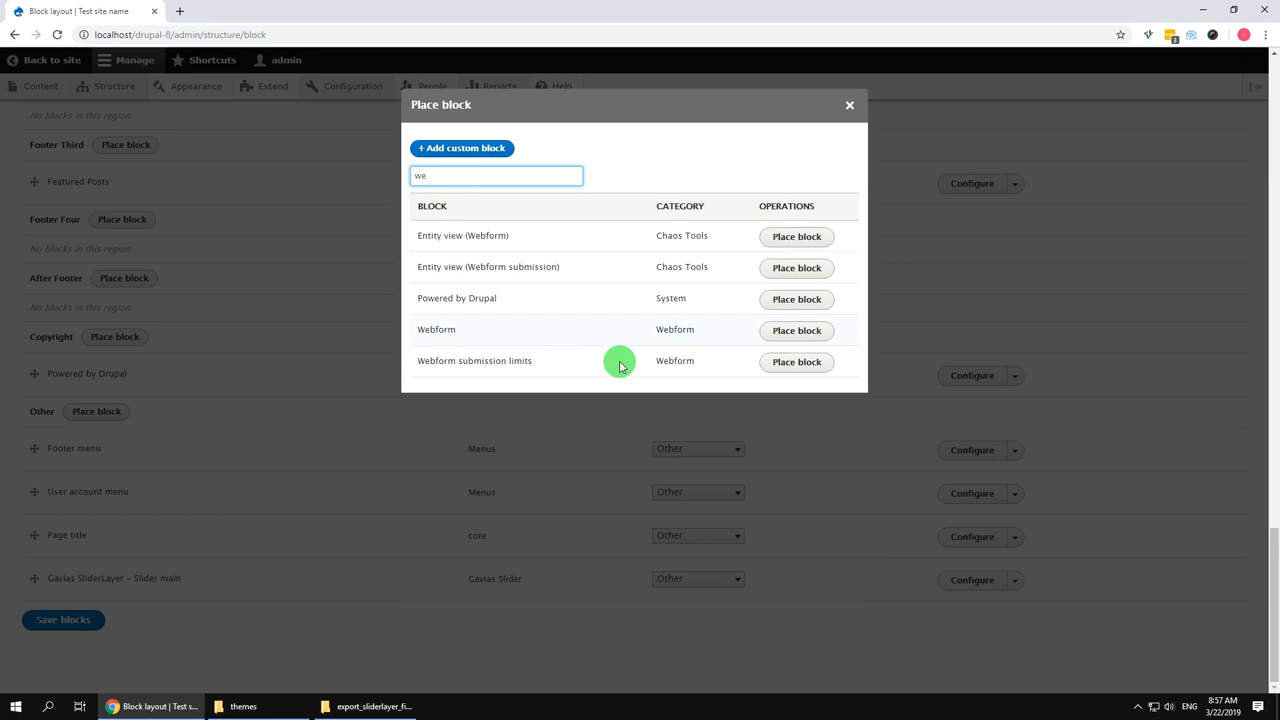 Block layout | Test site name
localhost/drupal-8/admin/structure/block
3
Back to site Manage Shortcuts admin
Content Structure Appearance Extend Configuration People Reports Help
No blocks in this region
Footer Third Place block
Featured Posts Configure
Footer Four Place block
No blocks in this region
After Footer Place block
No blocks in this region
Copyright Place block
Powered by Drupal Configure
Other Place block
Footer menu Menus Other Configure
User account menu Menus Other Configure
Page title core Other Configure
Gavias SliderLayer – Slider main Gavias Slider Other Configure
Save blocks
Place block
+ Add custom block
we
BLOCK CATEGORY OPERATIONS
Entity view (Webform) Chaos Tools Place block
Entity view (Webform submission) Chaos Tools Place block
Powered by Drupal System Place block
Webform Webform Place block
Webform submission limits Webform Place block
Block layout | Test s... themes export_sliderlayer_fi... ENG 8:57 AM
3/22/2019